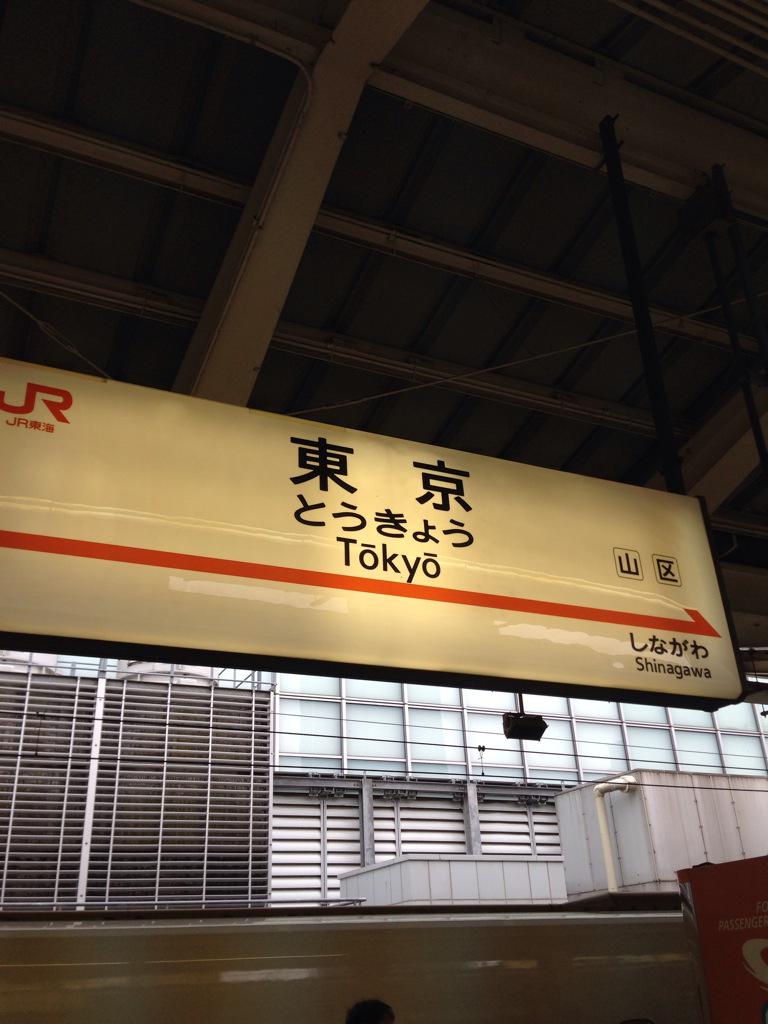 JR
JR東海
東京
とうきょう
Tōkyō
山 区
しながわ
Shinagawa
PASSENGER